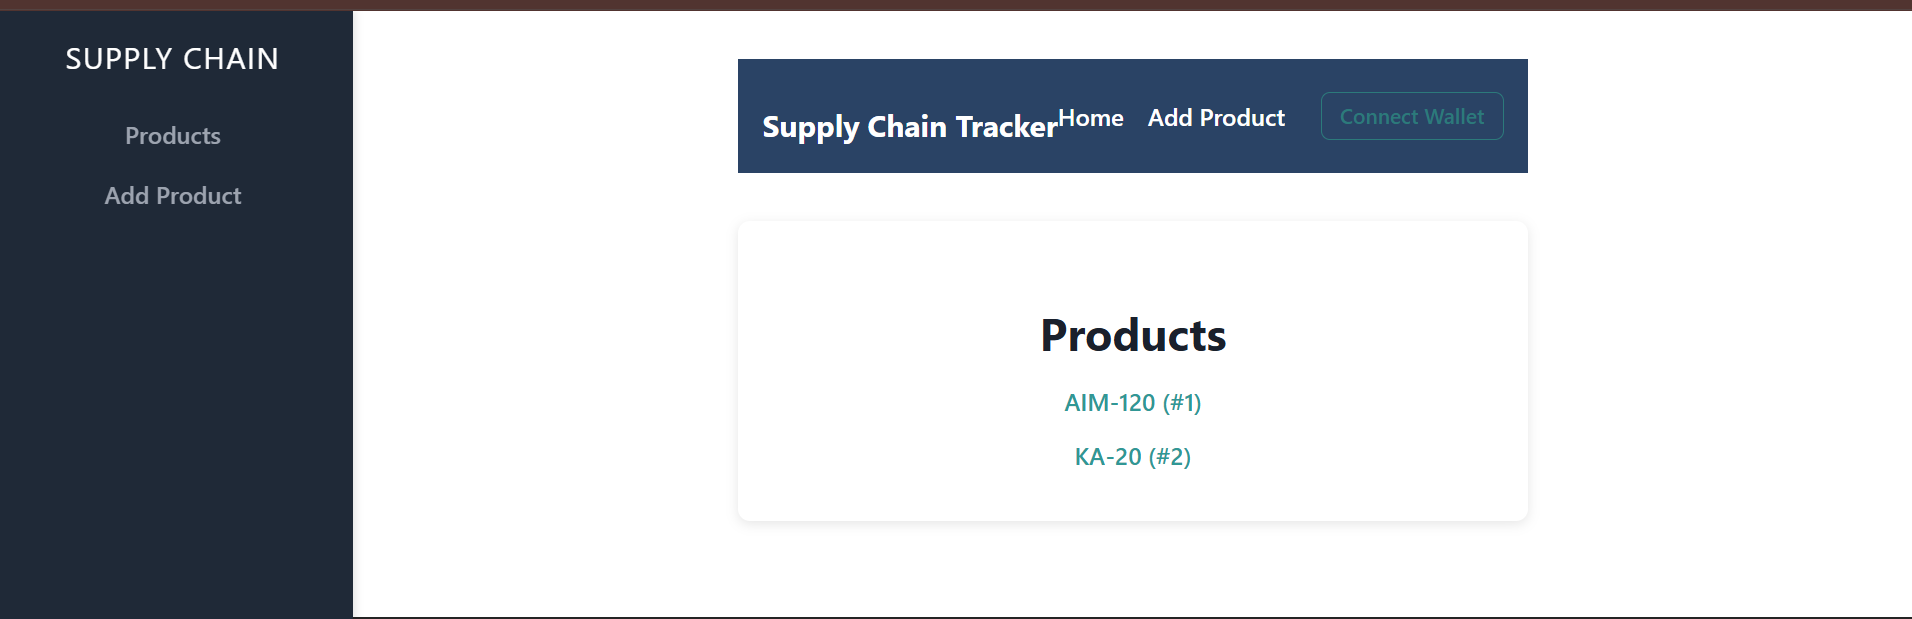 SUPPLY CHAIN
Products
Add Product
Supply Chain Tracker
Home
Add Product
Connect Wallet
Products
AIM-120 (#1)
KA-20 (#2)